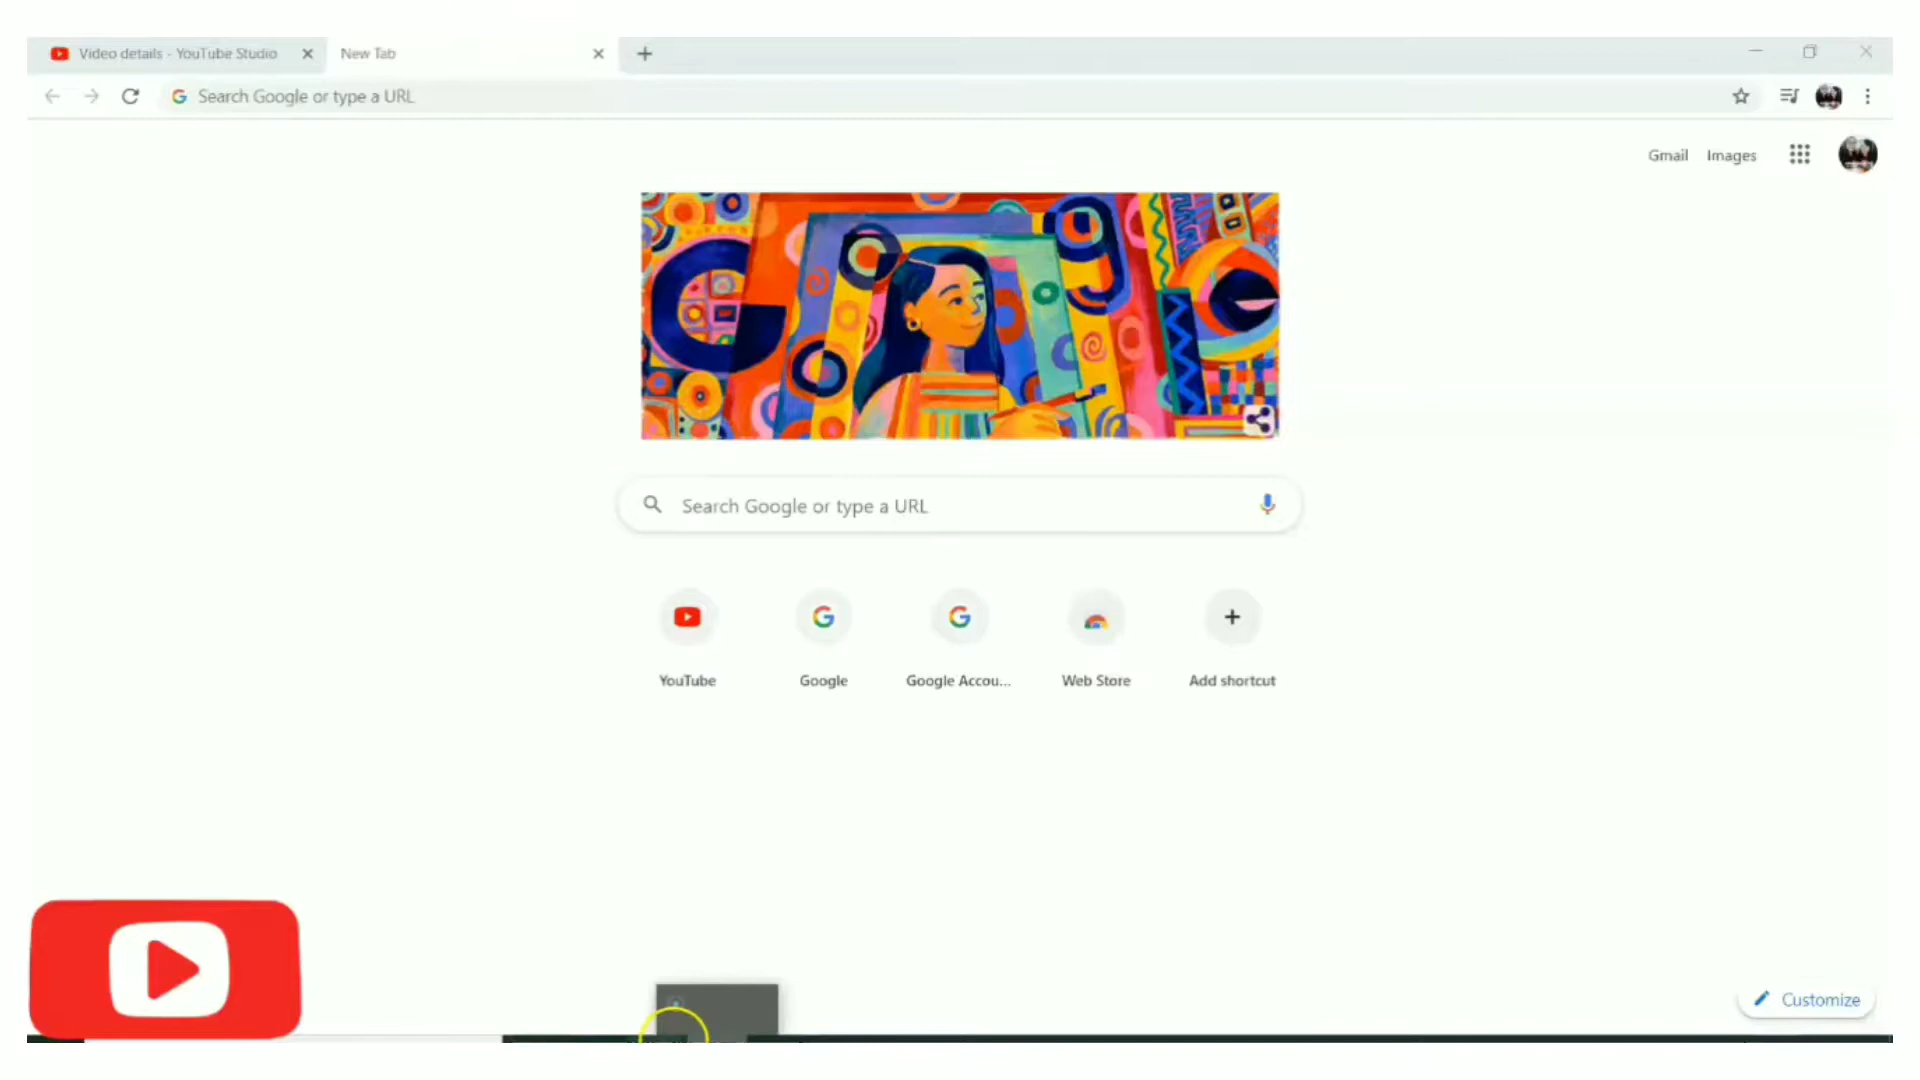 Video details - YouTube Studio
New Tab
Search Google or type a URL
Gmail Images
Search Google or type a URL
YouTube
Google
Google Accou...
Web Store
Add shortcut
Customize